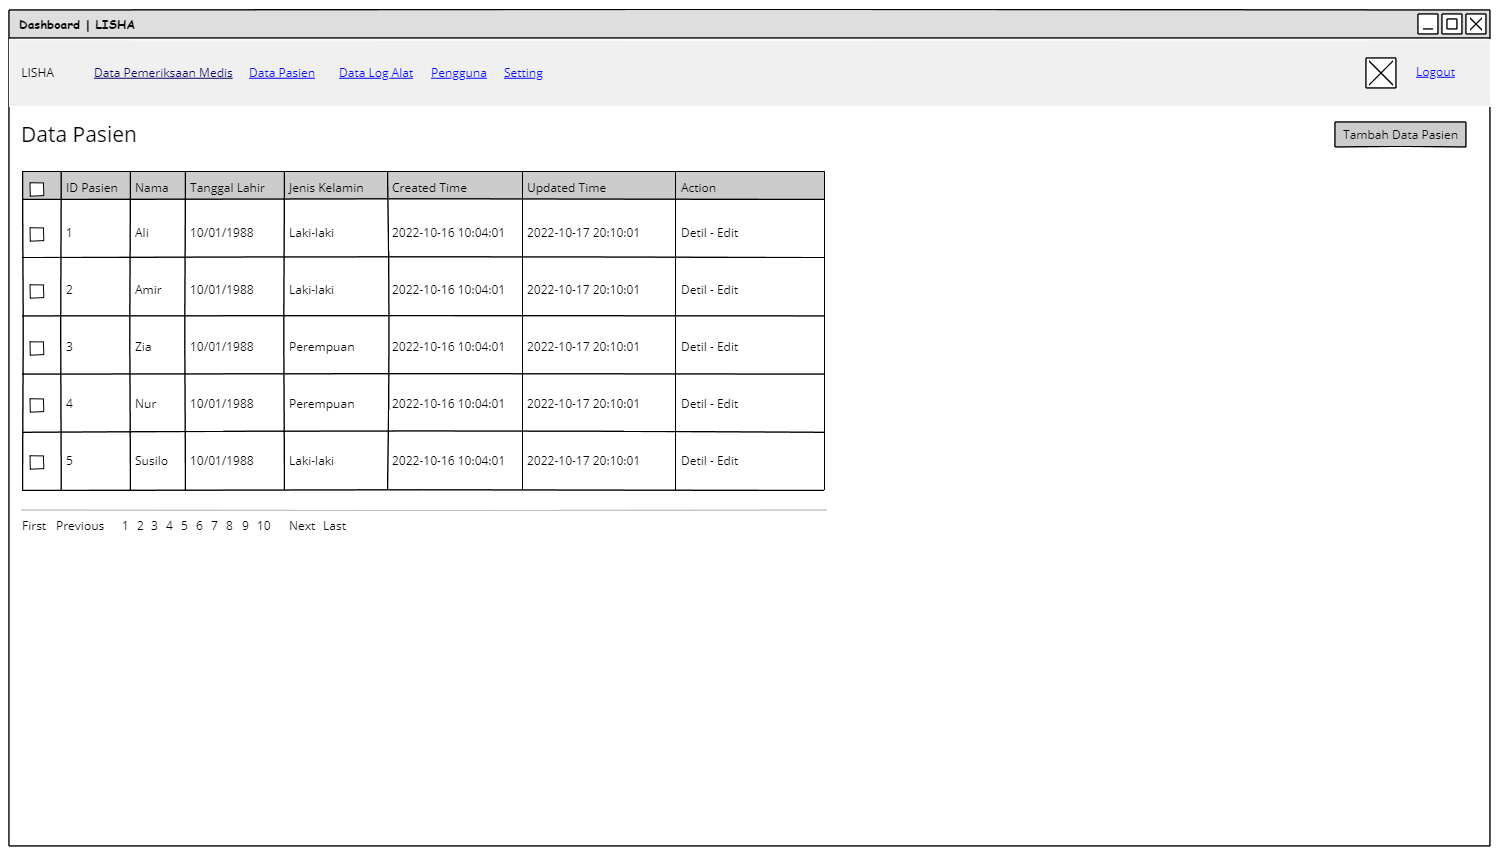 Dashboard | LISHA
LISHA Data Pemeriksaan Medis Data Pasien Data Log Alat Pengguna Setting Logout
Data Pasien Tambah Data Pasien
ID Pasien Nama Tanggal Lahir Jenis Kelamin Created Time Updated Time Action
1 Ali 10/01/1988 Laki-laki 2022-10-16 10:04:01 2022-10-17 20:10:01 Detil - Edit
2 Amir 10/01/1988 Laki-laki 2022-10-16 10:04:01 2022-10-17 20:10:01 Detil - Edit
3 Zia 10/01/1988 Perempuan 2022-10-16 10:04:01 2022-10-17 20:10:01 Detil - Edit
4 Nur 10/01/1988 Perempuan 2022-10-16 10:04:01 2022-10-17 20:10:01 Detil - Edit
5 Susilo 10/01/1988 Laki-laki 2022-10-16 10:04:01 2022-10-17 20:10:01 Detil - Edit
First Previous 1 2 3 4 5 6 7 8 9 10 Next Last